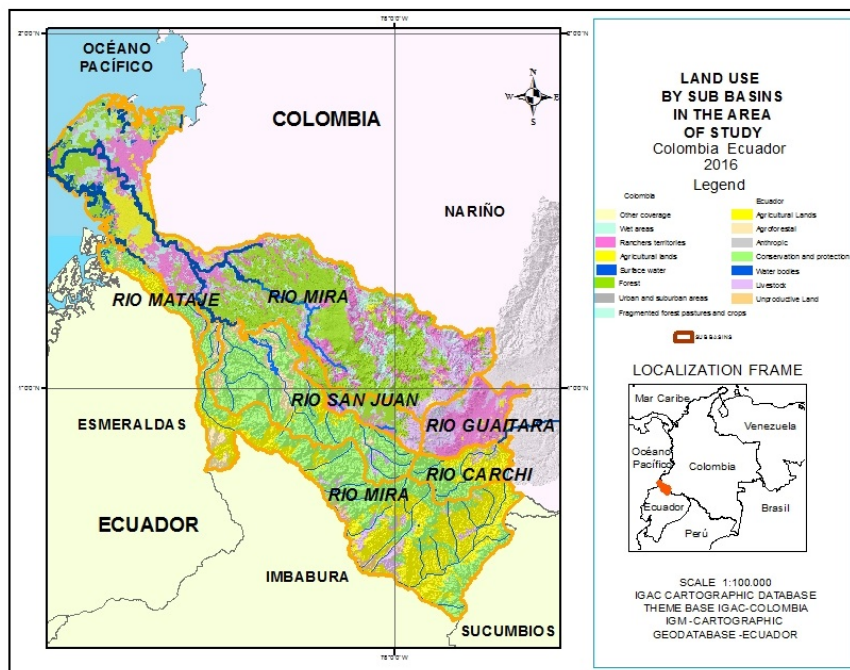 2°0'0"N
OCÉANO
PACÍFICO
COLOMBIA
N
W
E
S
NARIÑO
RIO MATAJE
RIO MIRA
RIO SAN JUAN
RIO GUAITARA
ESMERALDAS
RIO CARCHI
RIO MIRA
ECUADOR
IMBABURA
SUCUMBIOS
LAND USE
BY SUB BASINS
IN THE AREA
OF STUDY
Colombia Ecuador
2016
Legend
Colombia
Other coverage
Wet areas
Ranchers territories
Agricultural lands
Surface water
Forest
Urban and suburban areas
Fragmented forest pastures and crops
Ecuador
Agricultural Lands
Agroforestal
Anthropic
Conservation and protection
Water bodies
Livestock
Unproductive Land
SUBBASINS
LOCALIZATION FRAME
Mar Caribe
Venezuela
Océano
Pacífico
Colombia
Ecuador
Brasil
Perú
SCALE 1:100.000
IGAC CARTOGRAPHIC DATABASE
THEME BASE IGAC-COLOMBIA
IGM -CARTOGRAPHIC
GEODATABASE -ECUADOR